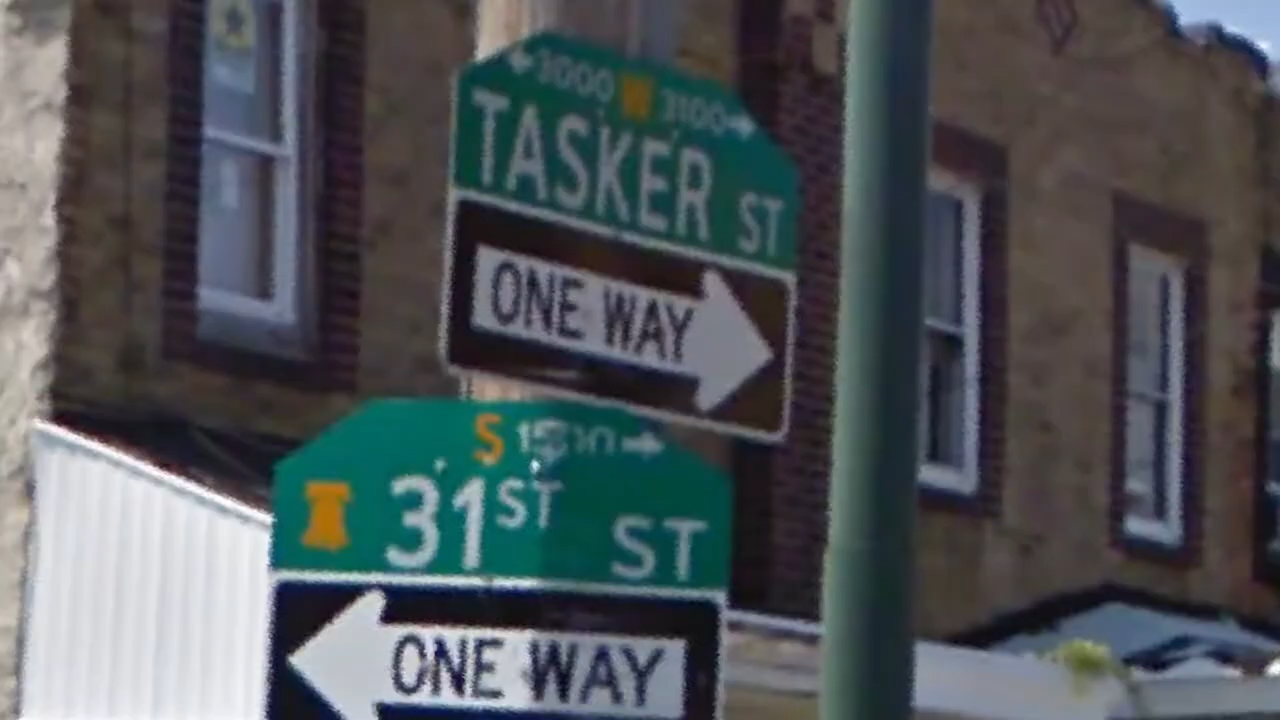 ←3000 W 3100→
TASKER ST
ONE WAY
S
31ST ST
ONE WAY